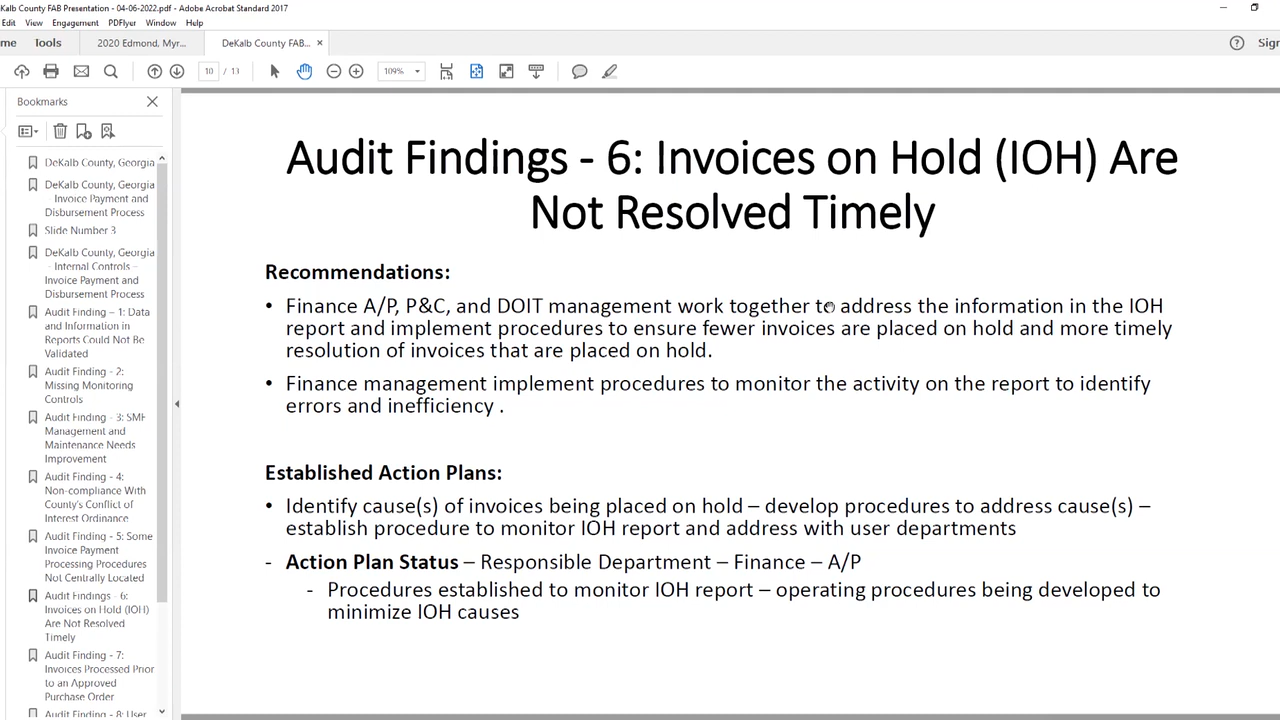 Kalb County FAB Presentation - 04-06-2022.pdf - Adobe Acrobat Standard 2017
Edit View Engagement PDFlyer Window Help
me Tools 2020 Edmond, Myr... DeKalb County FAB... × Sign
10 / 13 109%
Bookmarks
DeKalb County, Georgia
DeKalb County, Georgia
Invoice Payment and
Disbursement Process
Slide Number 3
DeKalb County, Georgia
- Internal Controls –
Invoice Payment and
Disbursement Process
Audit Finding – 1: Data
and Information in
Reports Could Not Be
Validated
Audit Finding - 2:
Missing Monitoring
Controls
Audit Finding - 3: SMF
Management and
Maintenance Needs
Improvement
Audit Finding - 4:
Non-compliance With
County's Conflict of
Interest Ordinance
Audit Finding - 5: Some
Invoice Payment
Processing Procedures
Not Centrally Located
Audit Findings - 6:
Invoices on Hold (IOH)
Are Not Resolved
Timely
Audit Finding - 7:
Invoices Processed Prior
to an Approved
Purchase Order
Audit Finding - 8: User
Audit Findings - 6: Invoices on Hold (IOH) Are
Not Resolved Timely
Recommendations:
• Finance A/P, P&C, and DOIT management work together to address the information in the IOH
report and implement procedures to ensure fewer invoices are placed on hold and more timely
resolution of invoices that are placed on hold.
• Finance management implement procedures to monitor the activity on the report to identify
errors and inefficiency .
Established Action Plans:
• Identify cause(s) of invoices being placed on hold – develop procedures to address cause(s) –
establish procedure to monitor IOH report and address with user departments
- Action Plan Status – Responsible Department – Finance – A/P
- Procedures established to monitor IOH report – operating procedures being developed to
minimize IOH causes